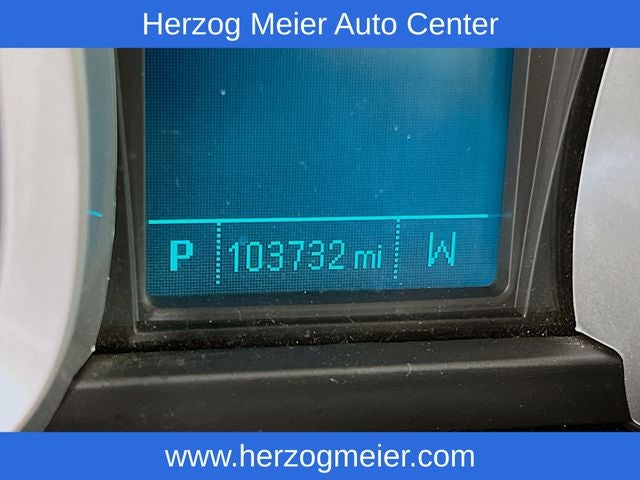 Herzog Meier Auto Center
P 103732 mi W
www.herzogmeier.com